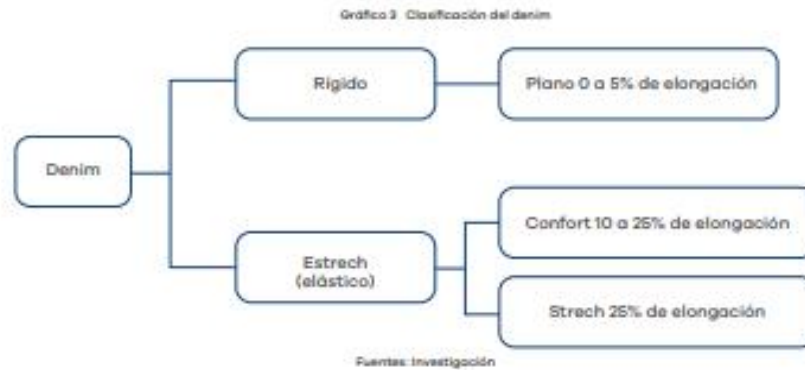 Gráfico 3 Clasificación del denim
Rígido
Plano 0 a 5% de elongación
Denim
Confort 10 a 25% de elongación
Estrech
(elástico)
Strech 25% de elongación
Fuentes: Investigación